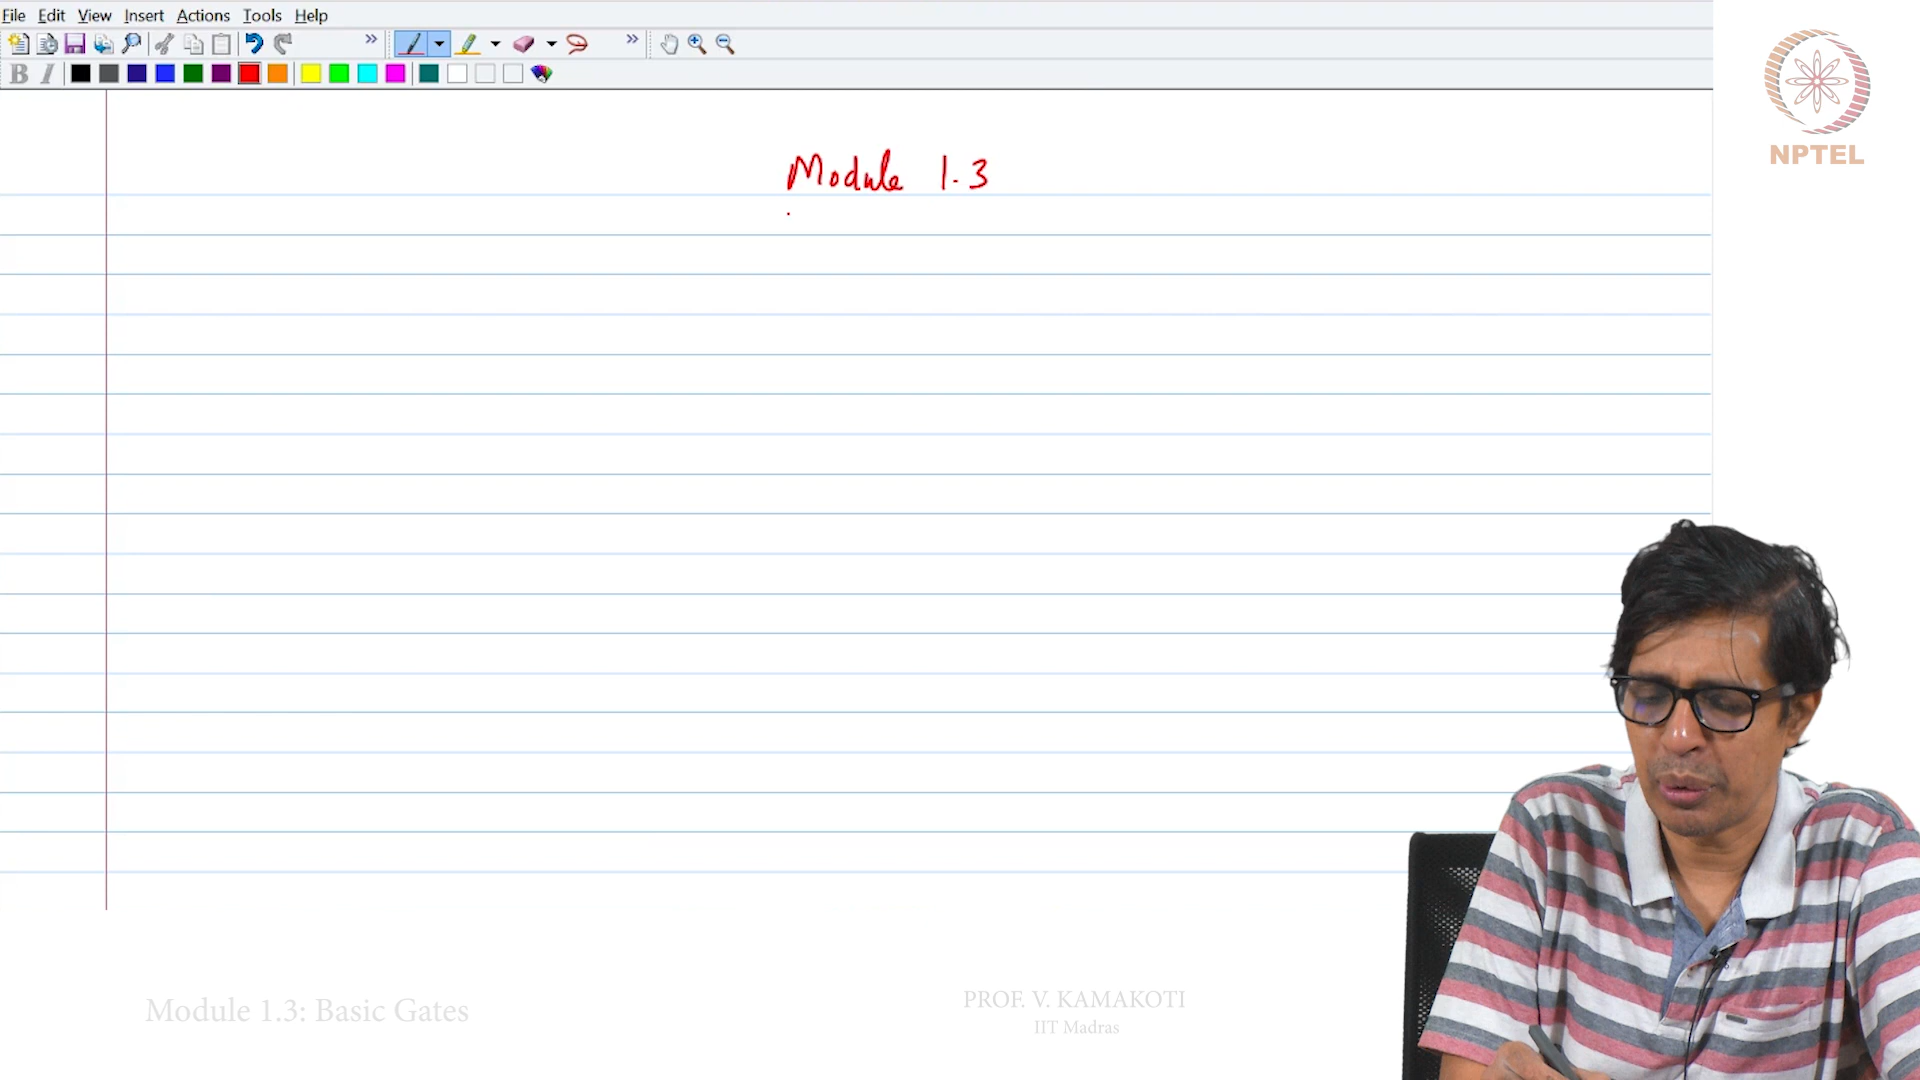 File Edit View Insert Actions Tools Help
B I
NPTEL
Module 1.3
Module 1.3: Basic Gates
PROF. V. KAMAKOTI
IIT Madras